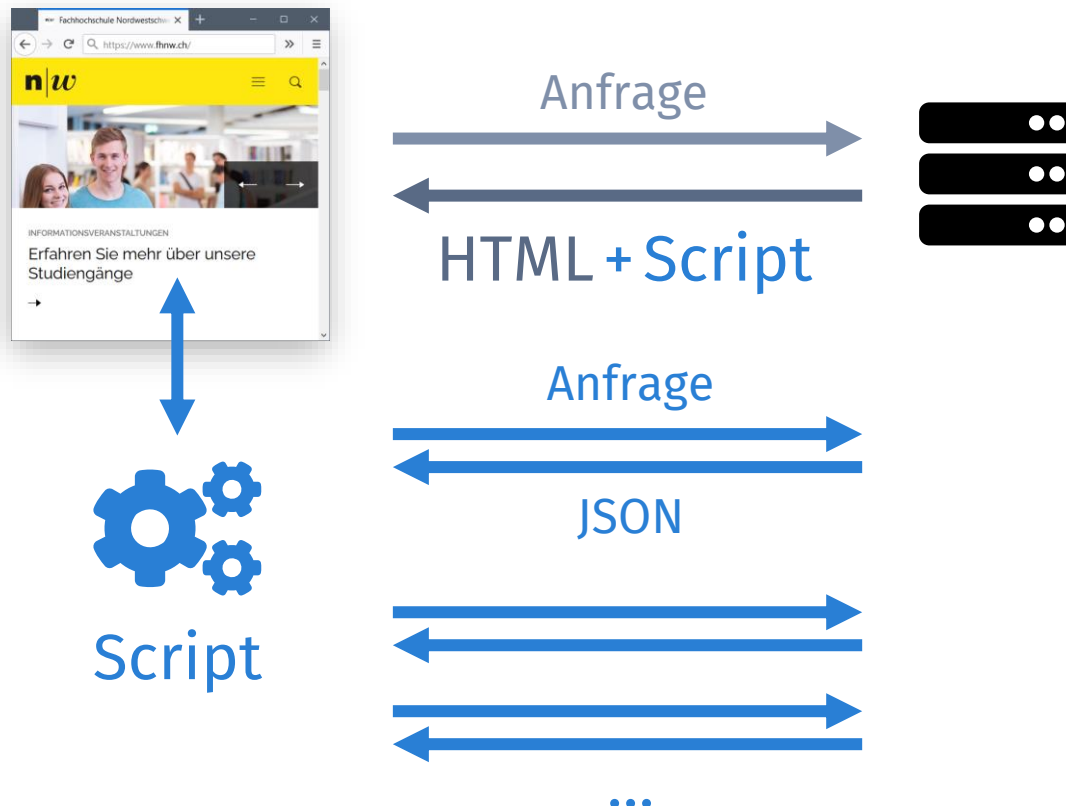 Fachhochschule Nordwestschw
https://www.fhnw.ch/
n|w
INFORMATIONSVERANSTALTUNGEN
Erfahren Sie mehr über unsere
Studiengänge
Anfrage
HTML + Script
Anfrage
JSON
Script
...